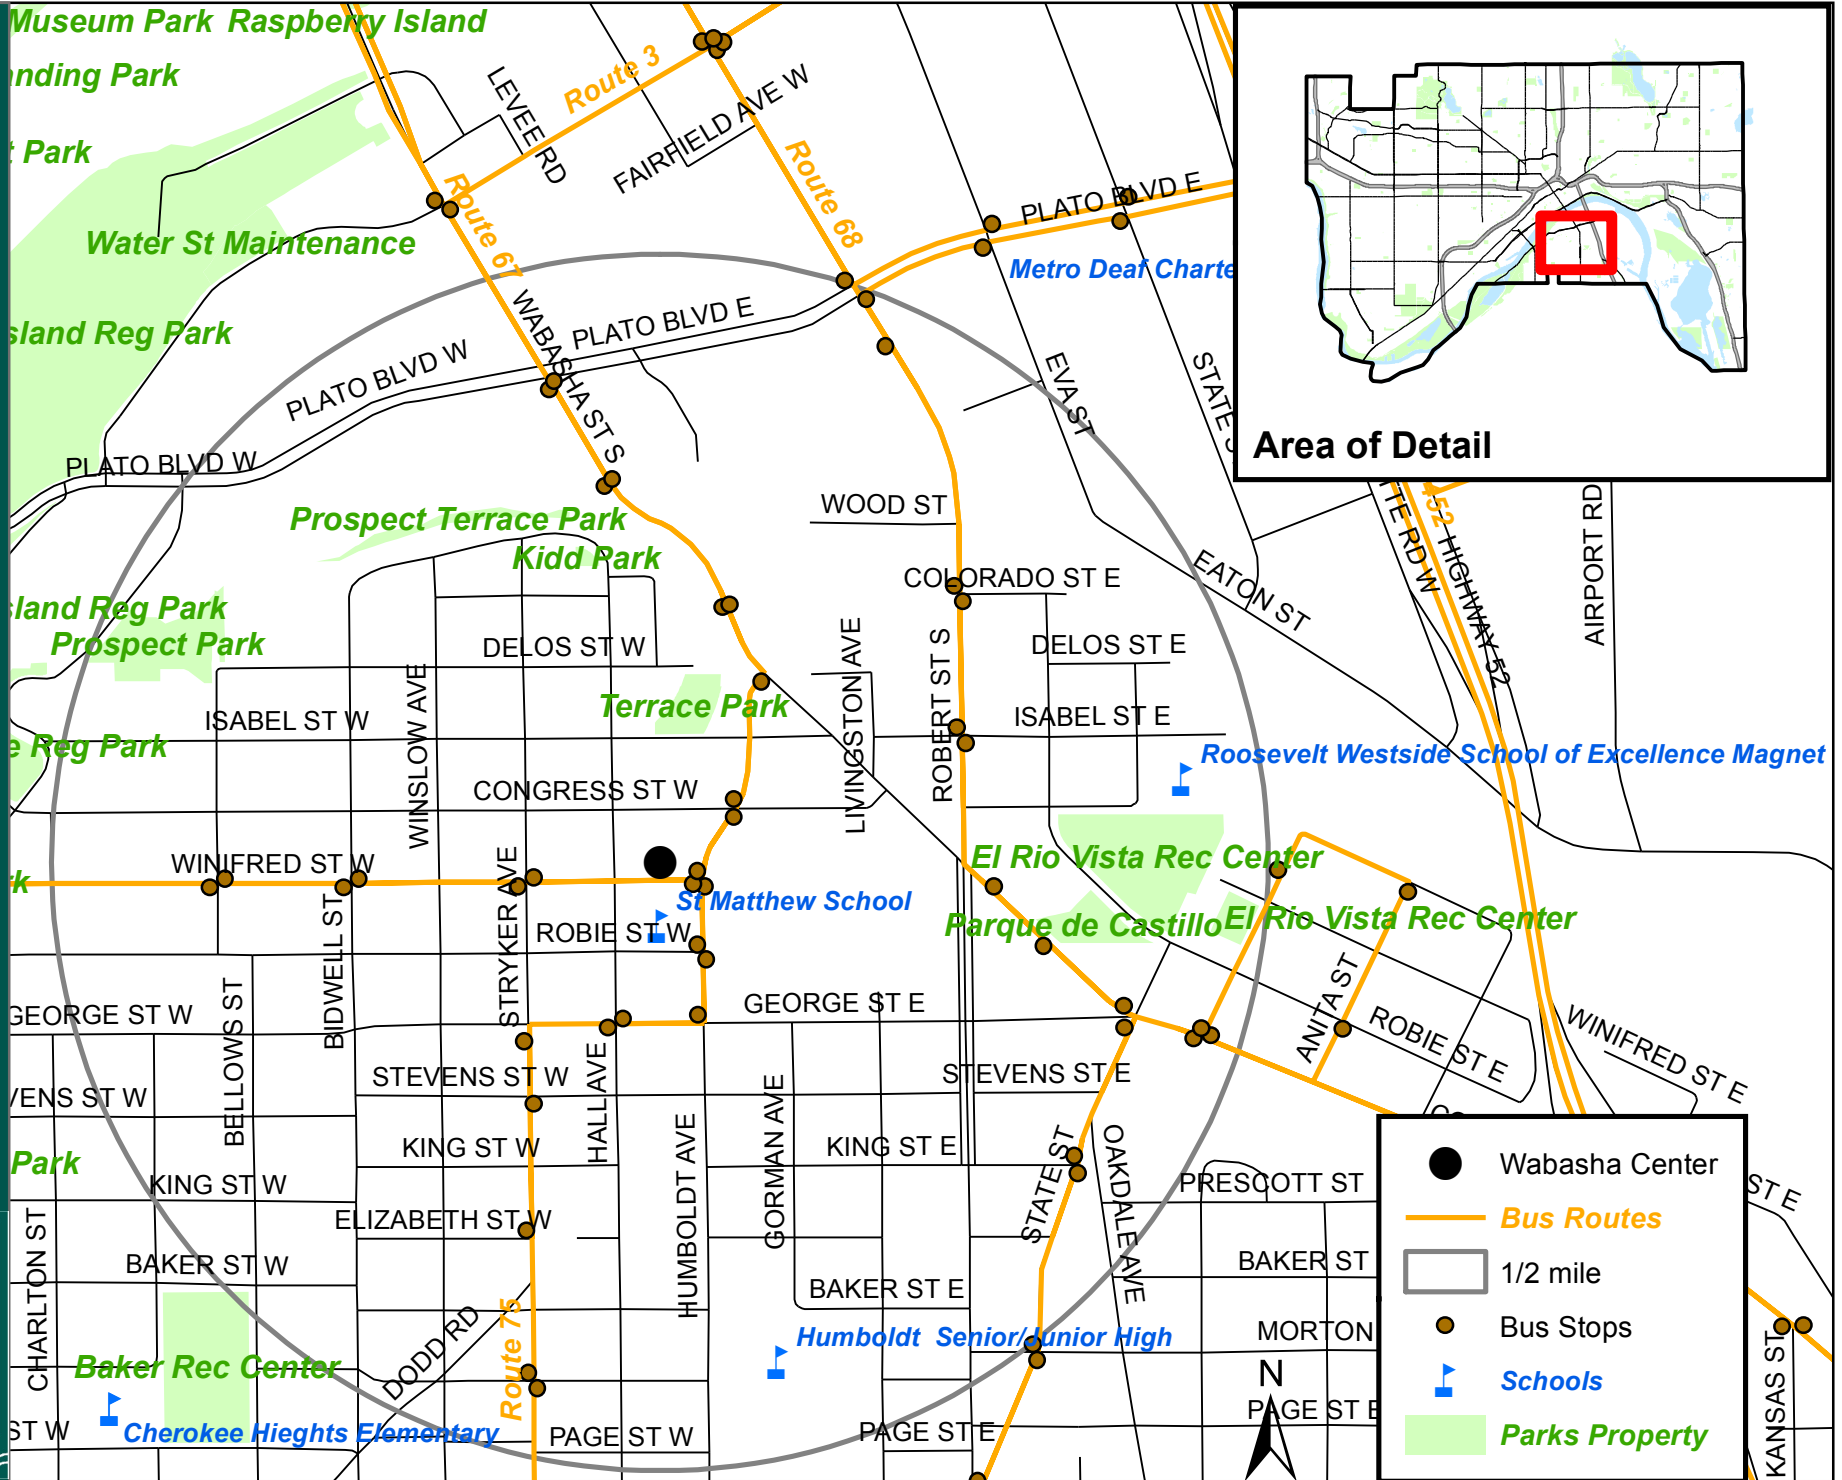 Museum Park
Raspberry Island
anding Park
t Park
Water St Maintenance
sland Reg Park
LEVEE RD
Route 3
FAIRFIELD AVE W
Route 67
Route 68
PLATO BLVD E
Metro Deaf Charte
WABASHA ST S
PLATO BLVD E
PLATO BLVD W
PLATO BLVD W
EVA ST
STATE S
Area of Detail
Prospect Terrace Park
Kidd Park
WOOD ST
COLORADO ST E
EATON ST
TTE RD W
452
HIGHWAY 52
AIRPORT RD
sland Reg Park
Prospect Park
DELOS ST W
DELOS ST E
Terrace Park
ISABEL ST W
ISABEL ST E
e Reg Park
WINSLOW AVE
LIVINGSTON AVE
ROBERT ST S
Roosevelt Westside School of Excellence Magnet
CONGRESS ST W
WINIFRED ST W
rk
El Rio Vista Rec Center
St Matthew School
Parque de Castillo
El Rio Vista Rec Center
ROBIE ST W
STRYKER AVE
BIDWELL ST
BELLOWS ST
GEORGE ST W
GEORGE ST E
ANITA ST
ROBIE ST E
WINIFRED ST E
VENS ST W
STEVENS ST W
STEVENS ST E
HALL AVE
KING ST W
KING ST E
GORMAN AVE
HUMBOLDT AVE
STATE ST
OAKDALE AVE
Park
KING ST W
PRESCOTT ST
ST E
ELIZABETH ST W
CHARLTON ST
BAKER ST W
BAKER ST E
BAKER ST
DODD RD
Route 75
Humboldt Senior/Junior High
MORTON
Baker Rec Center
Cherokee Hieghts Elementary
ST W
PAGE ST W
PAGE ST E
PAGE ST E
KANSAS ST
N
Wabasha Center
Bus Routes
1/2 mile
Bus Stops
Schools
Parks Property